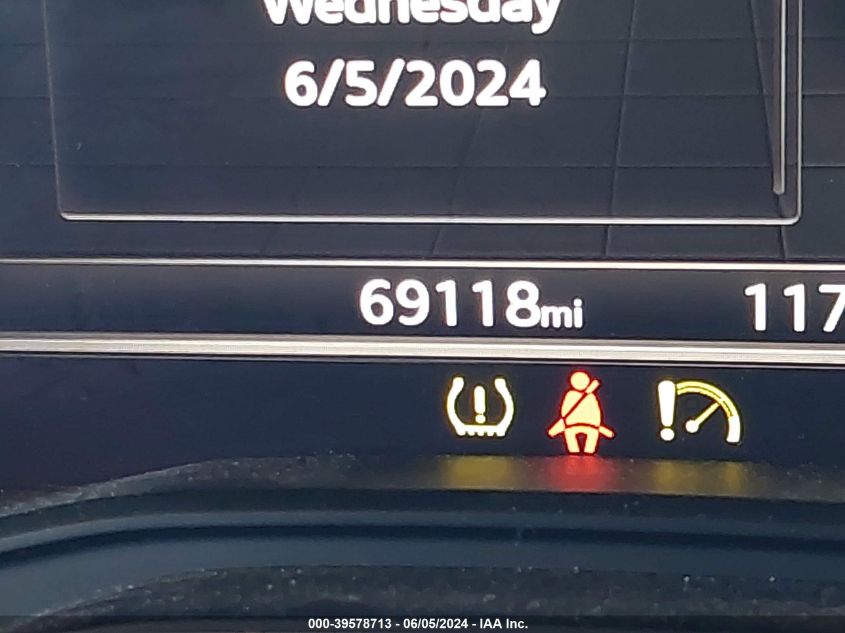 Wednesday
6/5/2024
69118mi 117
000-39578713 - 06/05/2024 - IAA Inc.